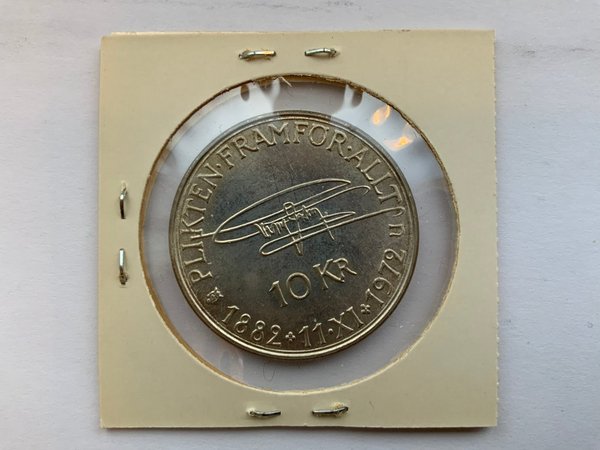 PLIKTEN·FRAMFÖR·ALLT
10 KR
1882·11·XI·1972
U